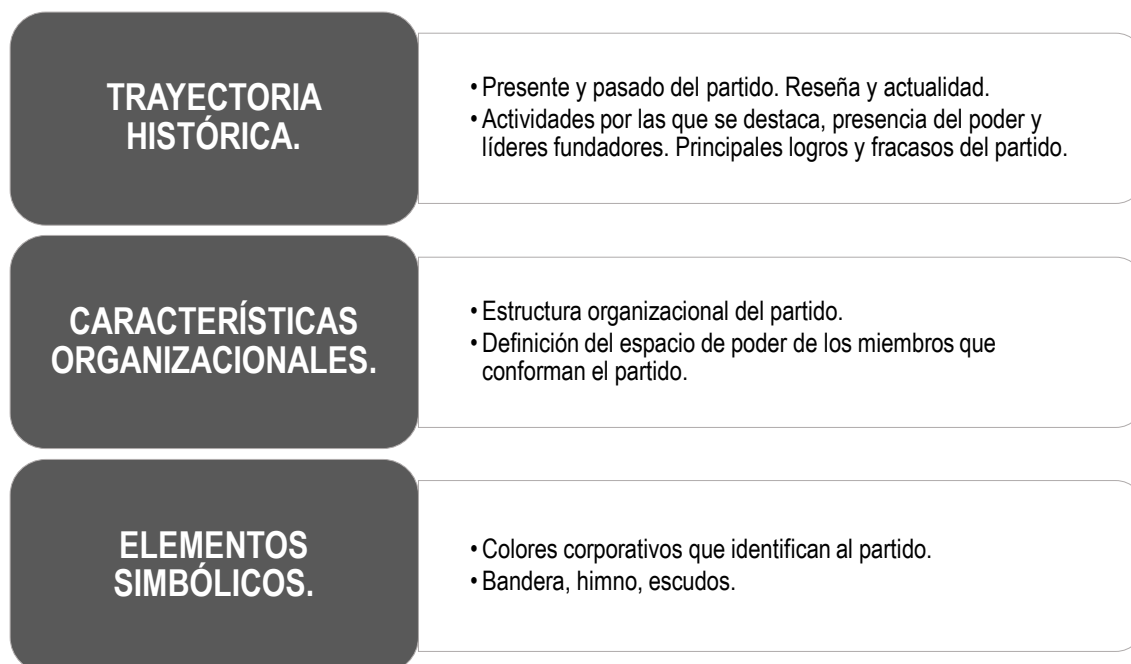 TRAYECTORIA
HISTÓRICA.
• Presente y pasado del partido. Reseña y actualidad.
• Actividades por las que se destaca, presencia del poder y
líderes fundadores. Principales logros y fracasos del partido.
CARACTERÍSTICAS
ORGANIZACIONALES.
• Estructura organizacional del partido.
• Definición del espacio de poder de los miembros que
conforman el partido.
ELEMENTOS
SIMBÓLICOS.
• Colores corporativos que identifican al partido.
• Bandera, himno, escudos.